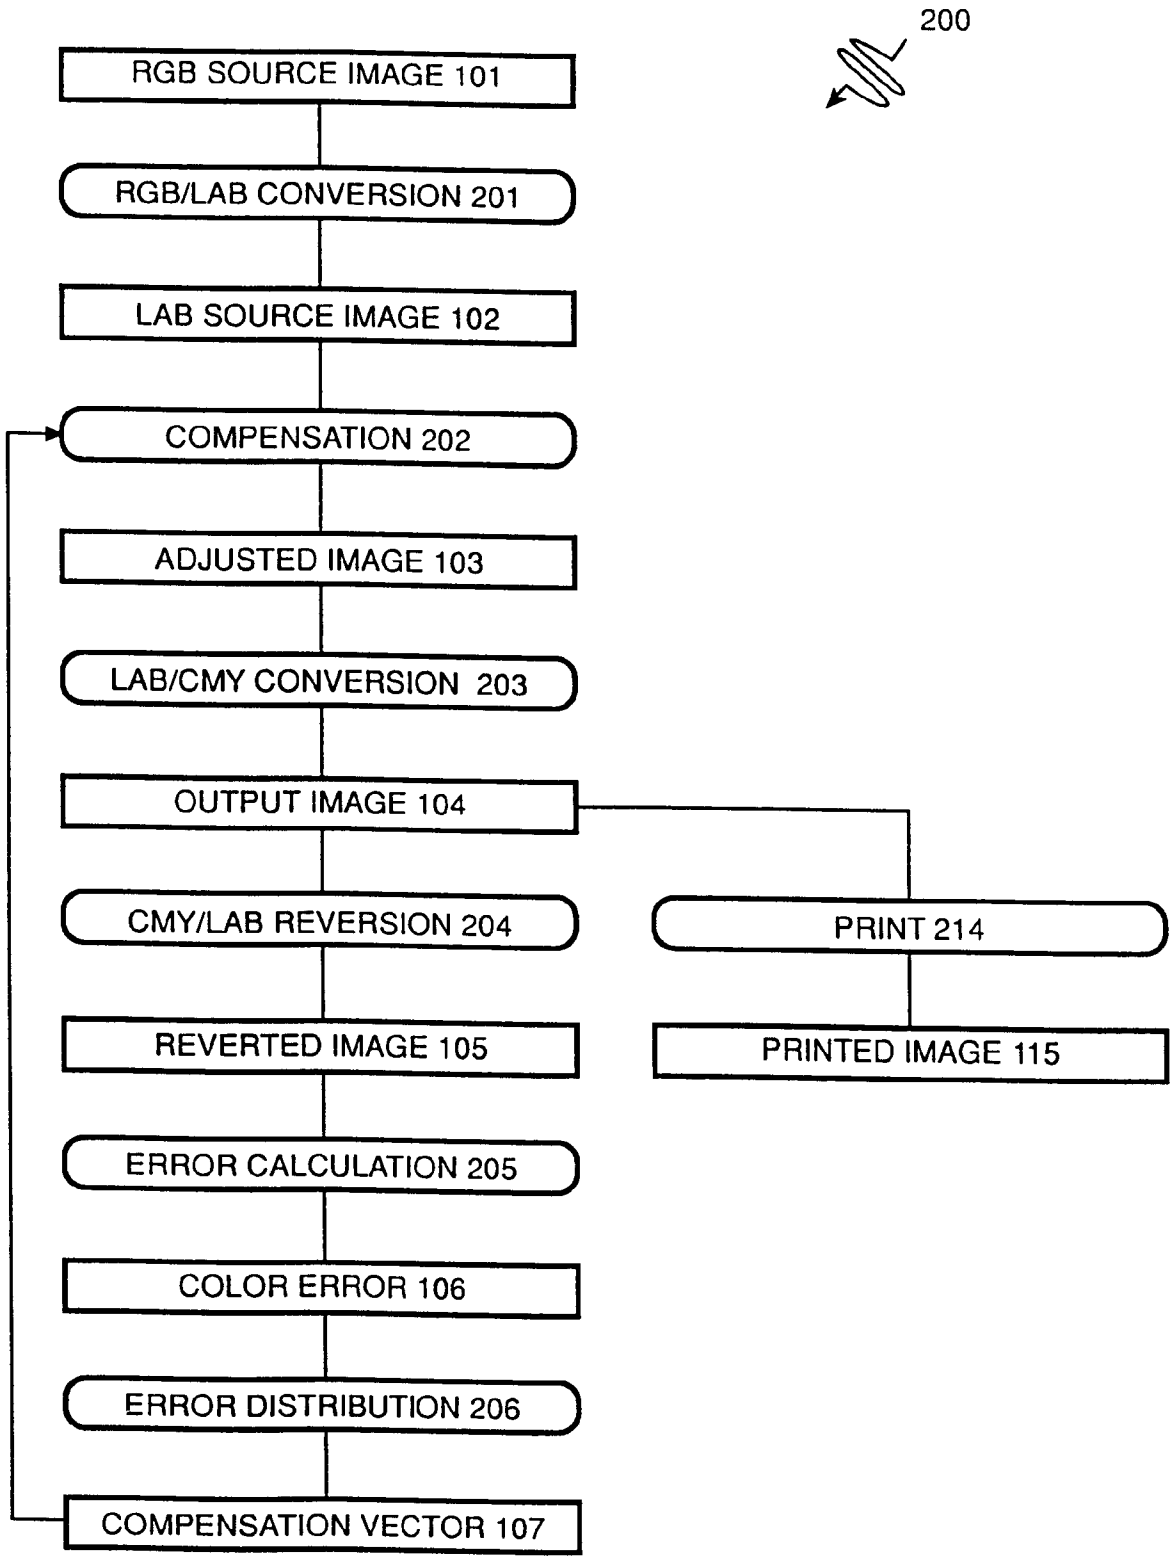 200
RGB SOURCE IMAGE 101
RGB/LAB CONVERSION 201
LAB SOURCE IMAGE 102
COMPENSATION 202
ADJUSTED IMAGE 103
LAB/CMY CONVERSION 203
OUTPUT IMAGE 104
CMY/LAB REVERSION 204
PRINT 214
REVERTED IMAGE 105
PRINTED IMAGE 115
ERROR CALCULATION 205
COLOR ERROR 106
ERROR DISTRIBUTION 206
COMPENSATION VECTOR 107